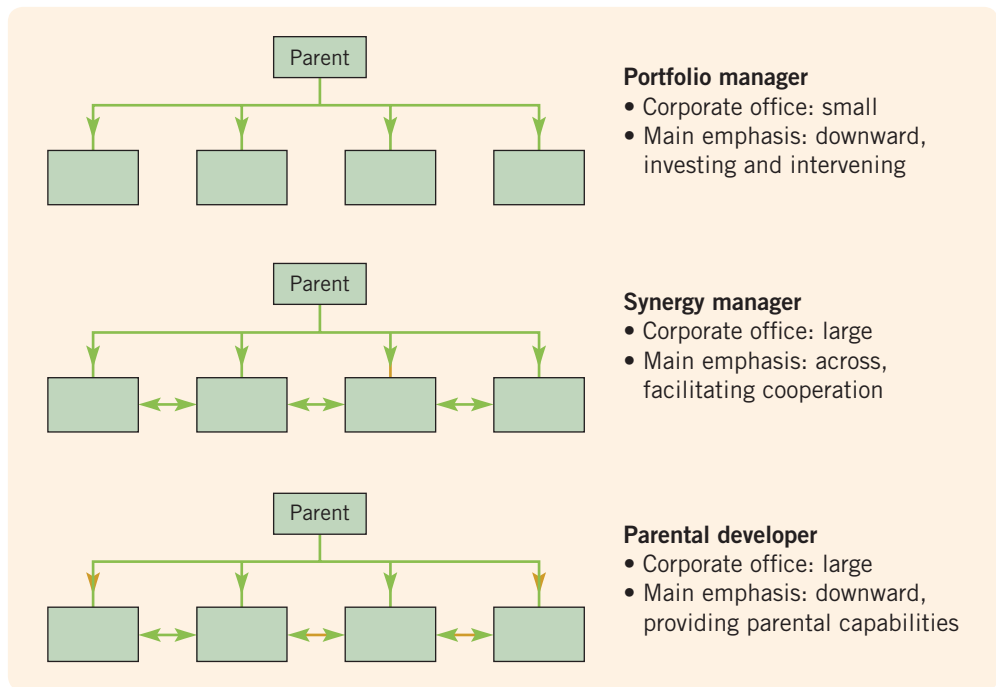 Parent
Portfolio manager
• Corporate office: small
• Main emphasis: downward,
investing and intervening
Parent
Synergy manager
• Corporate office: large
• Main emphasis: across,
facilitating cooperation
Parent
Parental developer
• Corporate office: large
• Main emphasis: downward,
providing parental capabilities